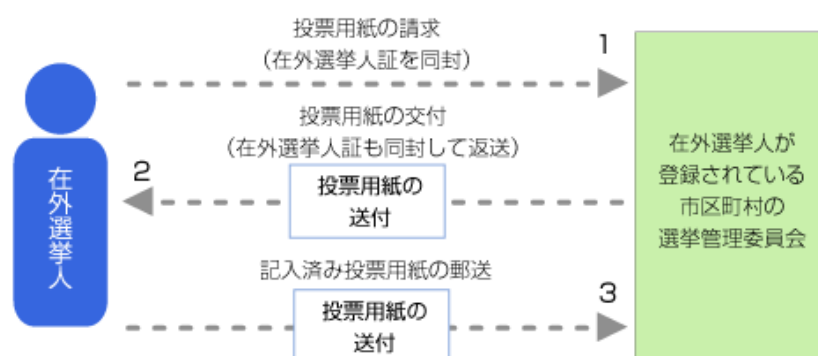 投票用紙の請求
（在外選挙人証を同封）
1
投票用紙の交付
（在外選挙人証も同封して返送）
2
投票用紙の
送付
在外選挙人
在外選挙人が
登録されている
市区町村の
選挙管理委員会
記入済み投票用紙の郵送
3
投票用紙の
送付